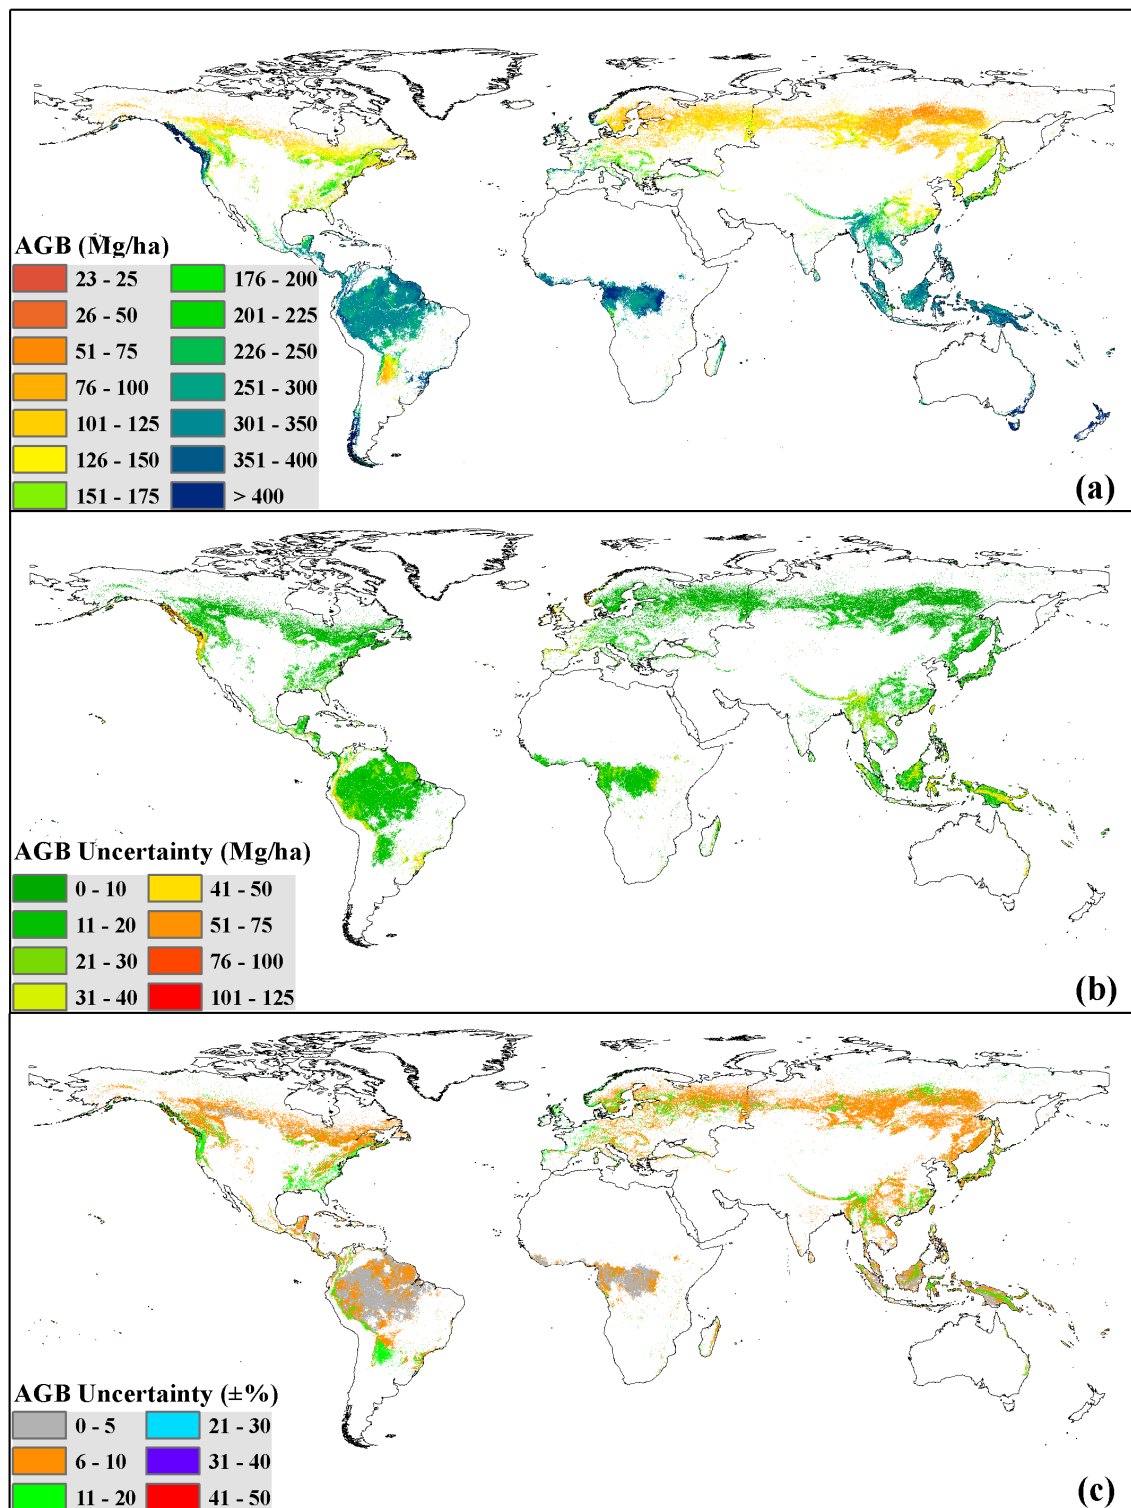 AGB (Mg/ha)
23 - 25
176 - 200
26 - 50
201 - 225
51 - 75
226 - 250
76 - 100
251 - 300
101 - 125
301 - 350
126 - 150
351 - 400
151 - 175
> 400
(a)
AGB Uncertainty (Mg/ha)
0 - 10
41 - 50
11 - 20
51 - 75
21 - 30
76 - 100
31 - 40
101 - 125
(b)
AGB Uncertainty (±%)
0 - 5
21 - 30
6 - 10
31 - 40
11 - 20
41 - 50
(c)